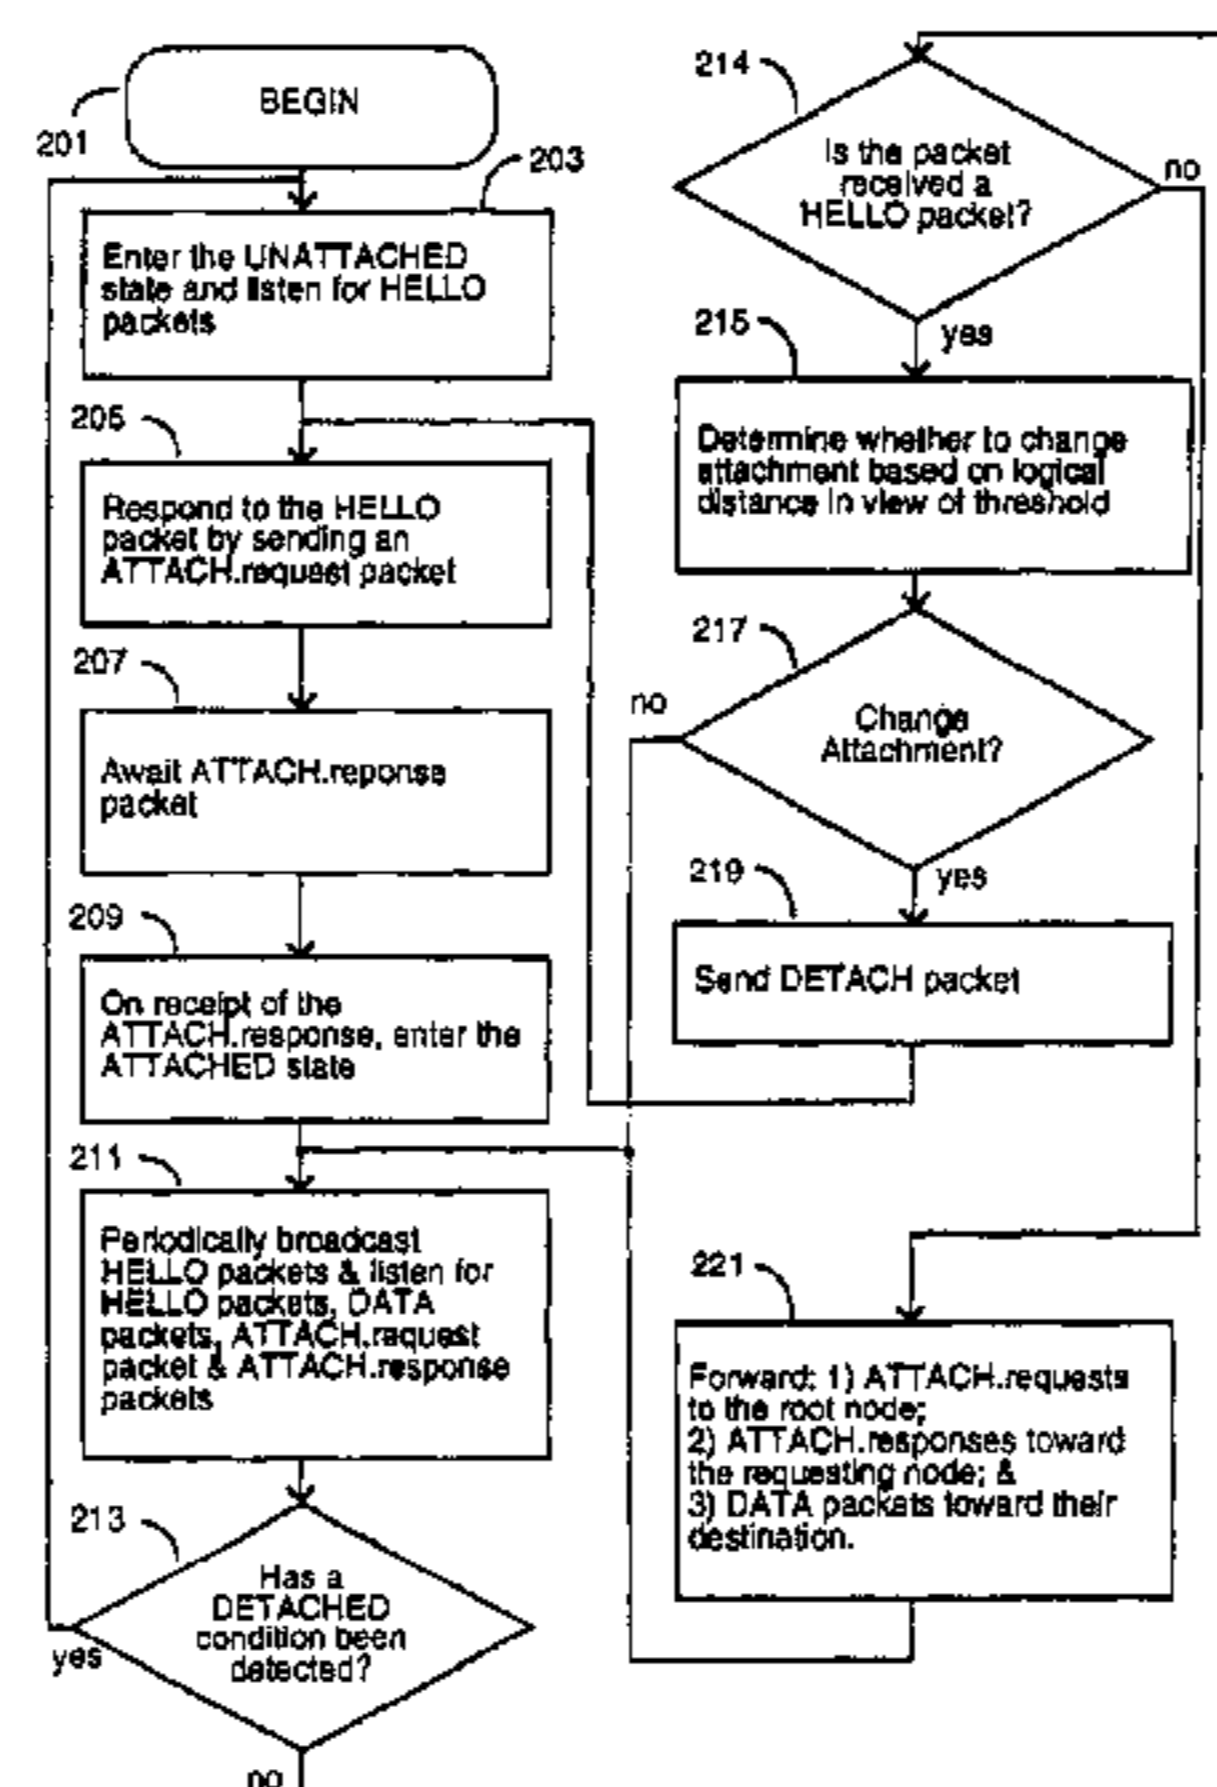 201
BEGIN
203
Enter the UNATTACHED
state and listen for HELLO
packets
205
Respond to the HELLO
packet by sending an
ATTACH.request packet
207
Await ATTACH.reponse
packet
209
On receipt of the
ATTACH.response, enter the
ATTACHED state
211
Periodically broadcast
HELLO packets & listen for
HELLO packets, DATA
packets, ATTACH.request
packet & ATTACH.response
packets
213
Has a
DETACHED
condition been
detected?
yes
no
214
Is the packet
received a
HELLO packet?
no
yes
215
Determine whether to change
attachment based on logical
distance in view of threshold
217
no
Change
Attachment?
yes
219
Send DETACH packet
221
Forward: 1) ATTACH.requests
to the root node;
2) ATTACH.responses toward
the requesting node; &
3) DATA packets toward their
destination.